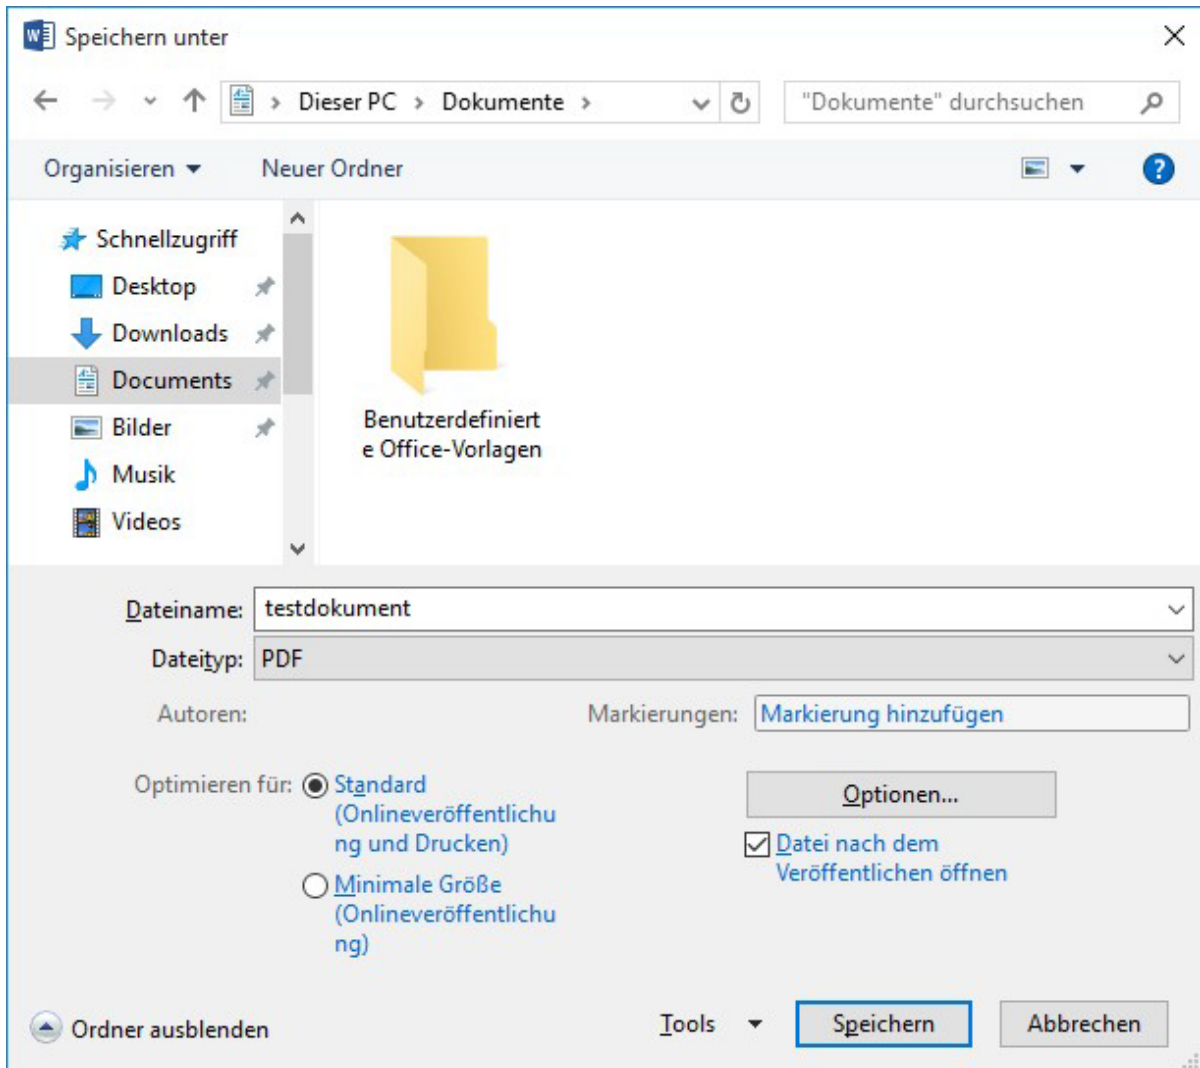 Speichern unter
Dieser PC > Dokumente >
"Dokumente" durchsuchen
Organisieren
Neuer Ordner
Schnellzugriff
Desktop
Downloads
Documents
Bilder
Musik
Videos
Benutzerdefiniert
e Office-Vorlagen
Dateiname: testdokument
Dateityp: PDF
Autoren:
Markierungen: Markierung hinzufügen
Optimieren für:
Standard
(Onlineveröffentlichu
ng und Drucken)
Minimale Größe
(Onlineveröffentlichu
ng)
Optionen...
Datei nach dem
Veröffentlichen öffnen
Ordner ausblenden
Tools
Speichern
Abbrechen